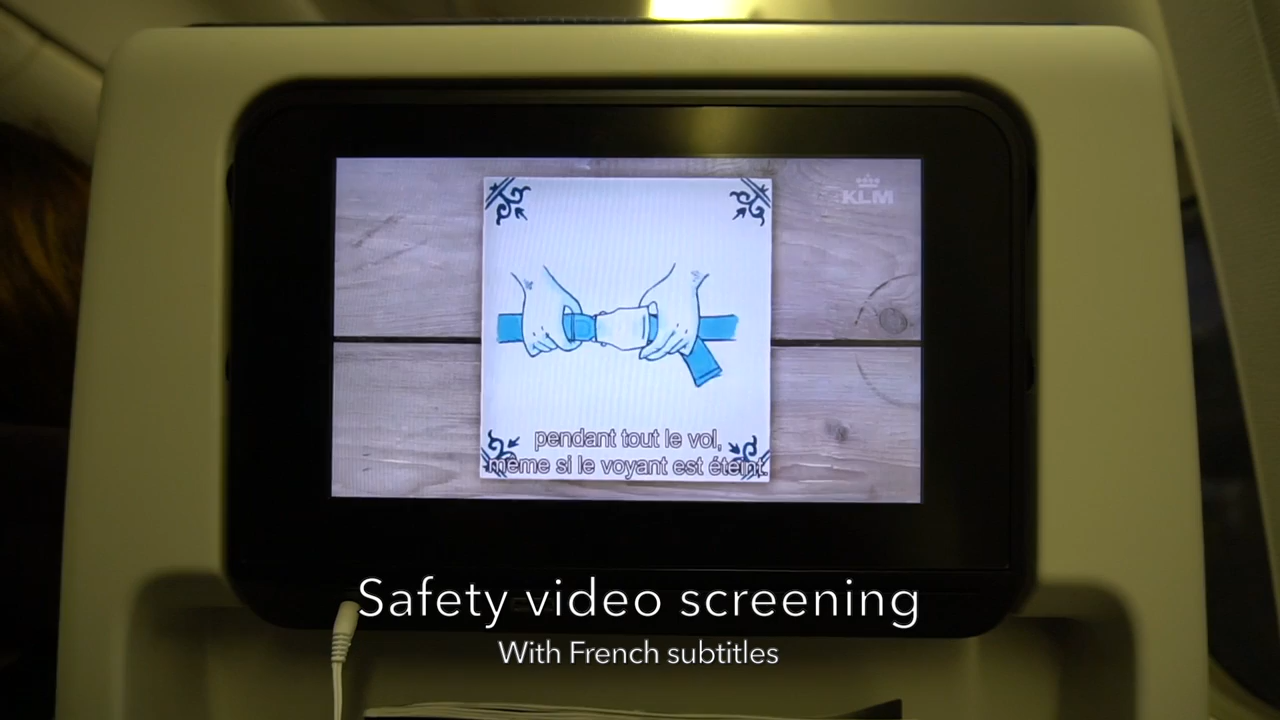 KLM
pendant tout le vol,
même si le voyant est éteint.
Safety video screening
With French subtitles